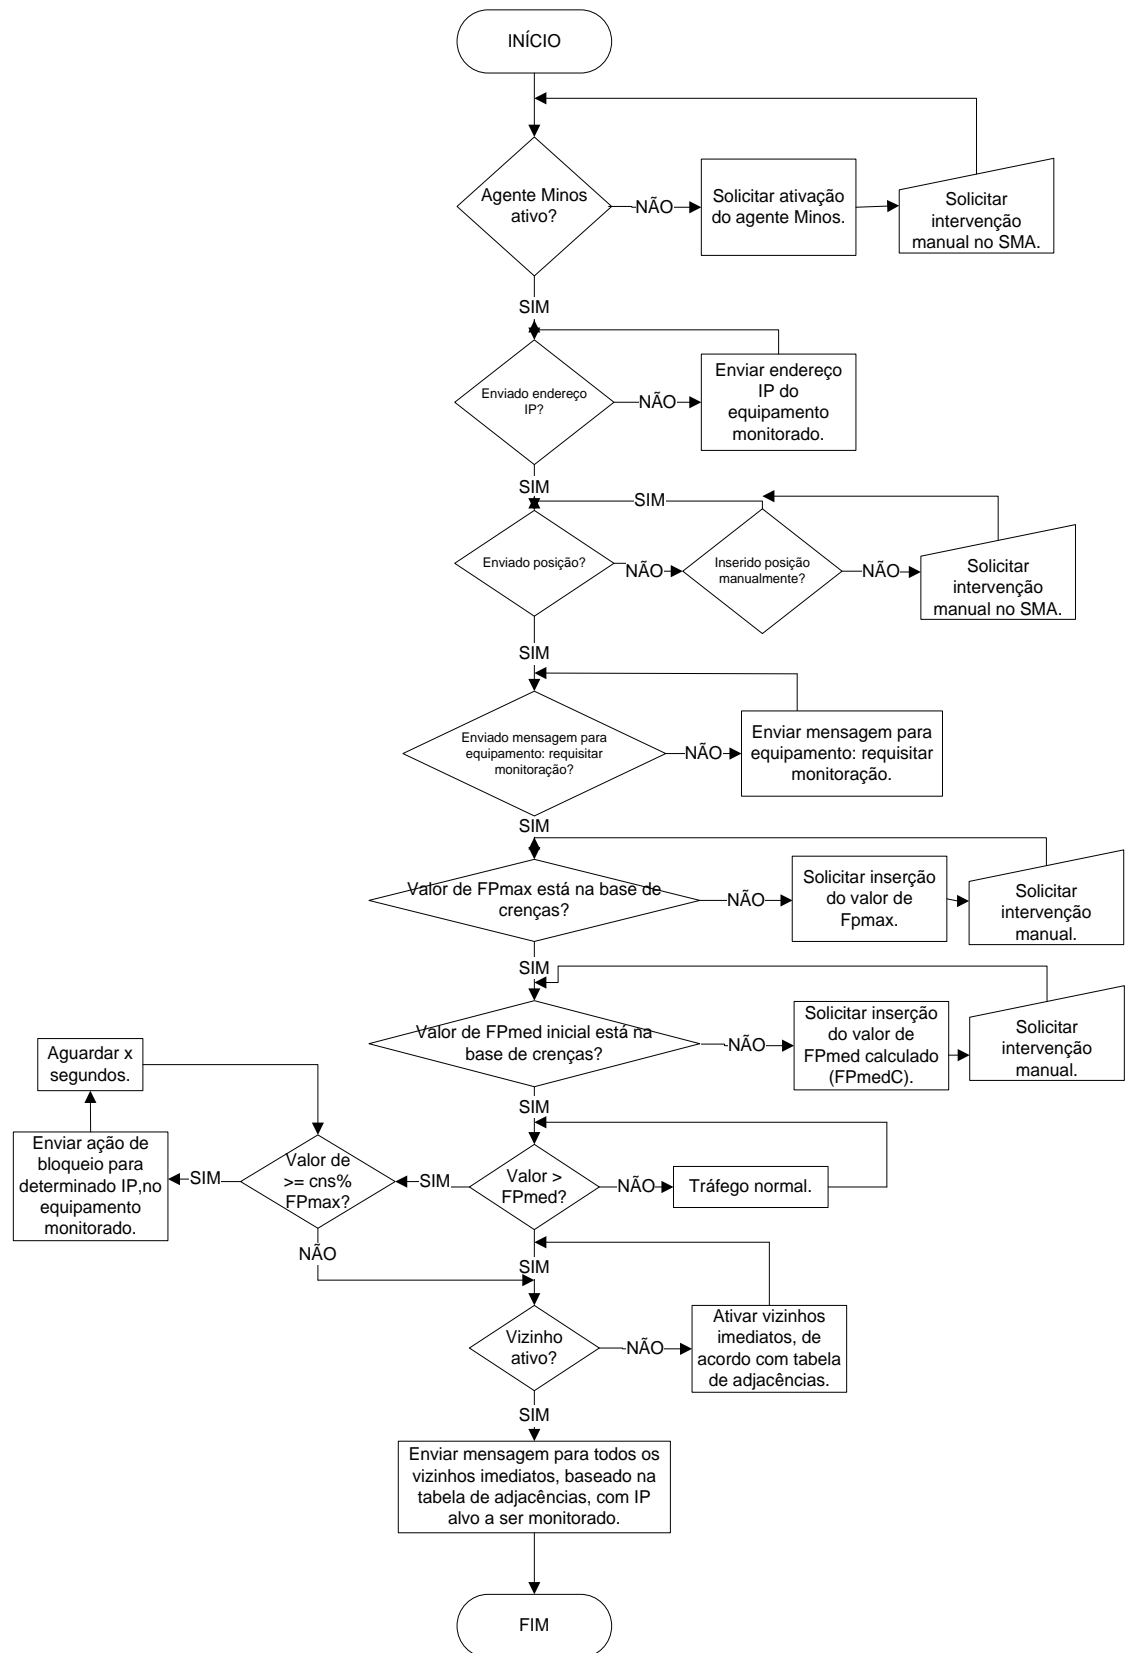 INÍCIO
Agente Minos
ativo?
NÃO
Solicitar ativação
do agente Minos.
Solicitar
intervenção
manual no SMA.
SIM
Enviado endereço
IP?
NÃO
Enviar endereço
IP do
equipamento
monitorado.
SIM
SIM
Enviado posição?
NÃO
Inserido posição
manualmente?
NÃO
Solicitar
intervenção
manual no SMA.
SIM
Enviado mensagem para
equipamento: requisitar
monitoração?
NÃO
Enviar mensagem para
equipamento: requisitar
monitoração.
SIM
Valor de FPmax está na base de
crenças?
NÃO
Solicitar inserção
do valor de
Fpmax.
Solicitar
intervenção
manual.
SIM
Valor de FPmed inicial está na
base de crenças?
NÃO
Solicitar inserção
do valor de
FPmed calculado
(FPmedC).
Solicitar
intervenção
manual.
SIM
Aguardar x
segundos.
Enviar ação de
bloqueio para
determinado IP,no
equipamento
monitorado.
SIM
Valor de
>= cns%
FPmax?
SIM
Valor >
FPmed?
NÃO
Tráfego normal.
NÃO
SIM
Vizinho
ativo?
NÃO
Ativar vizinhos
imediatos, de
acordo com tabela
de adjacências.
SIM
Enviar mensagem para todos os
vizinhos imediatos, baseado na
tabela de adjacências, com IP
alvo a ser monitorado.
FIM